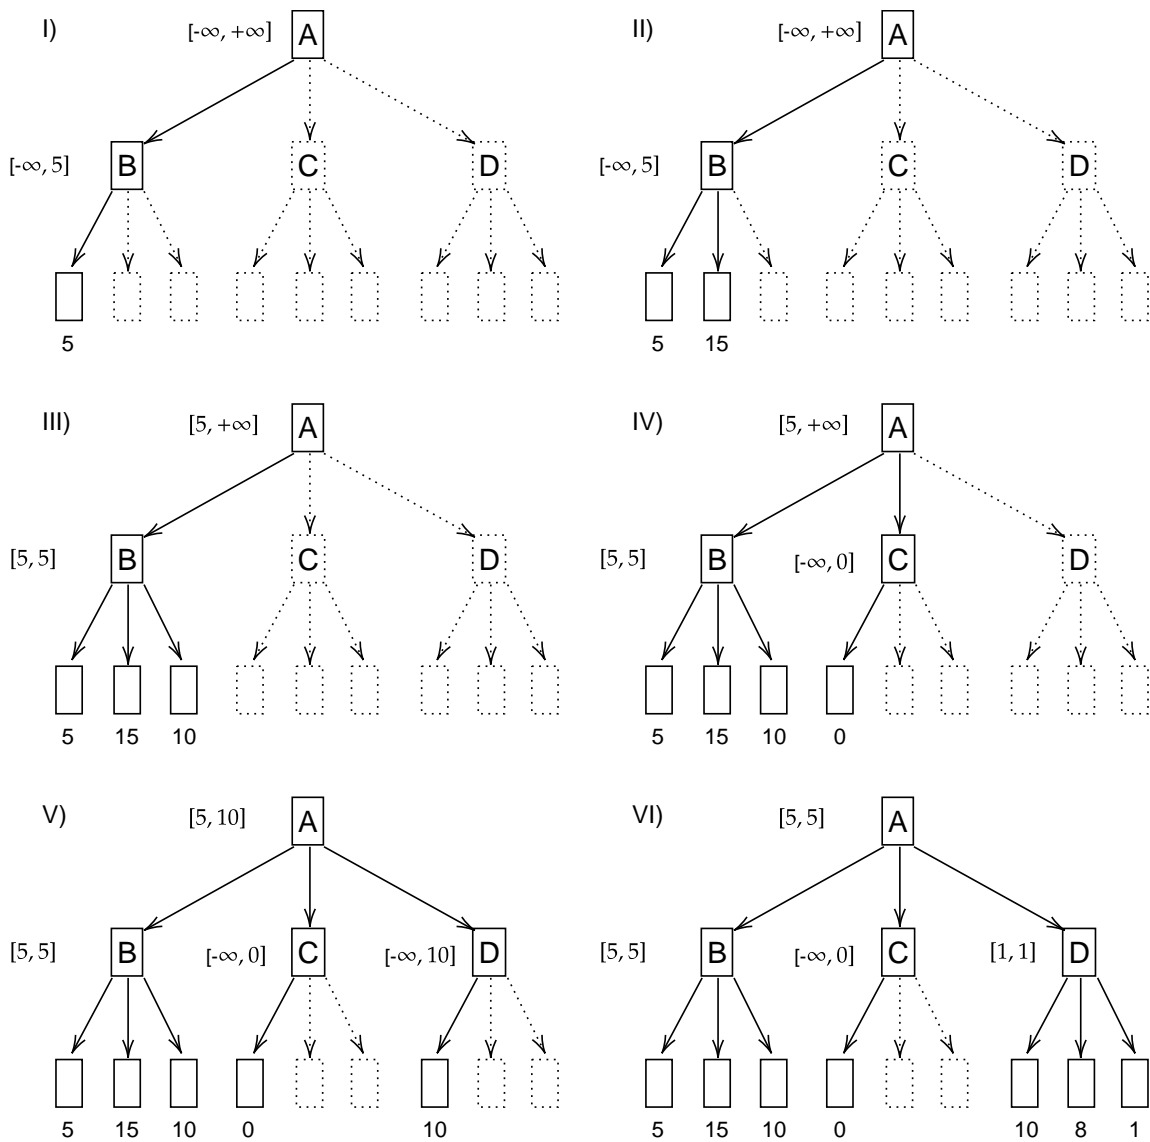 I) [-∞, +∞] A II) [-∞, +∞] A
[-∞, 5] B C D [-∞, 5] B C D
5 5 15
III) [5, +∞] A IV) [5, +∞] A
[5, 5] B C D [5, 5] B [-∞, 0] C D
5 15 10 5 15 10 0
V) [5, 10] A VI) [5, 5] A
[5, 5] B [-∞, 0] C [-∞, 10] D [5, 5] B [-∞, 0] C [1, 1] D
5 15 10 0 10 5 15 10 0 10 8 1